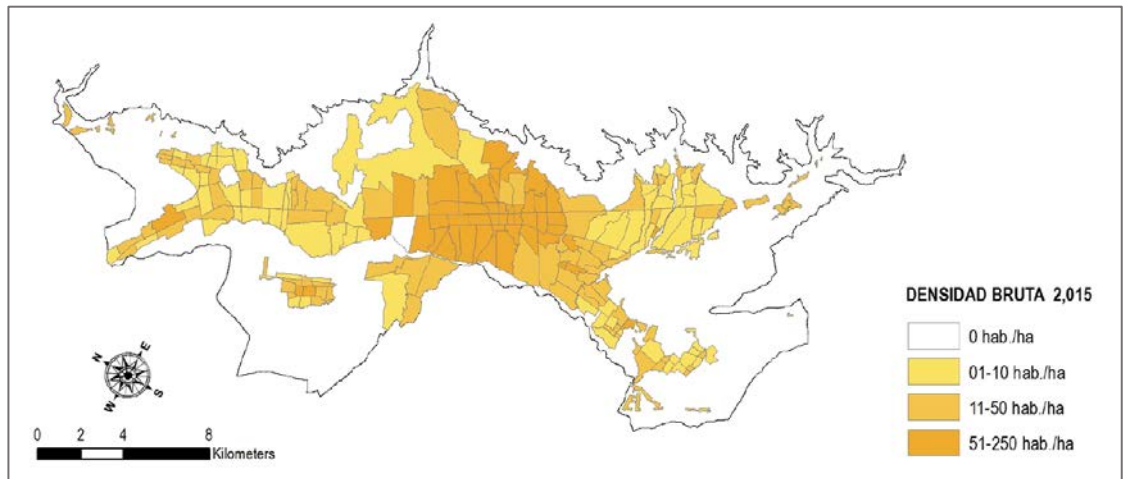 DENSIDAD BRUTA 2,015
0 hab./ha
01-10 hab./ha
11-50 hab./ha
51-250 hab./ha
N E
W S
0 2 4 8
Kilometers